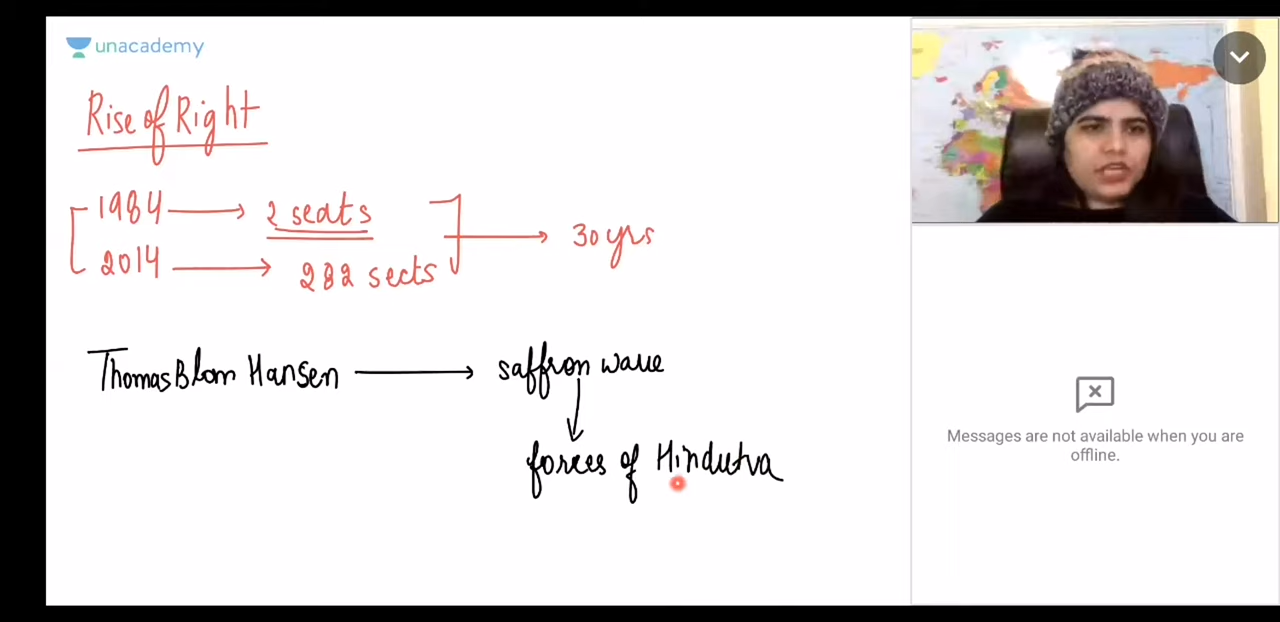 unacademy
Rise of Right
1984 → 2 seats
2014 → 282 seats
→ 30 yrs
Thomas Blom Hansen → saffron wave
forces of Hindutva
Messages are not available when you are
offline.